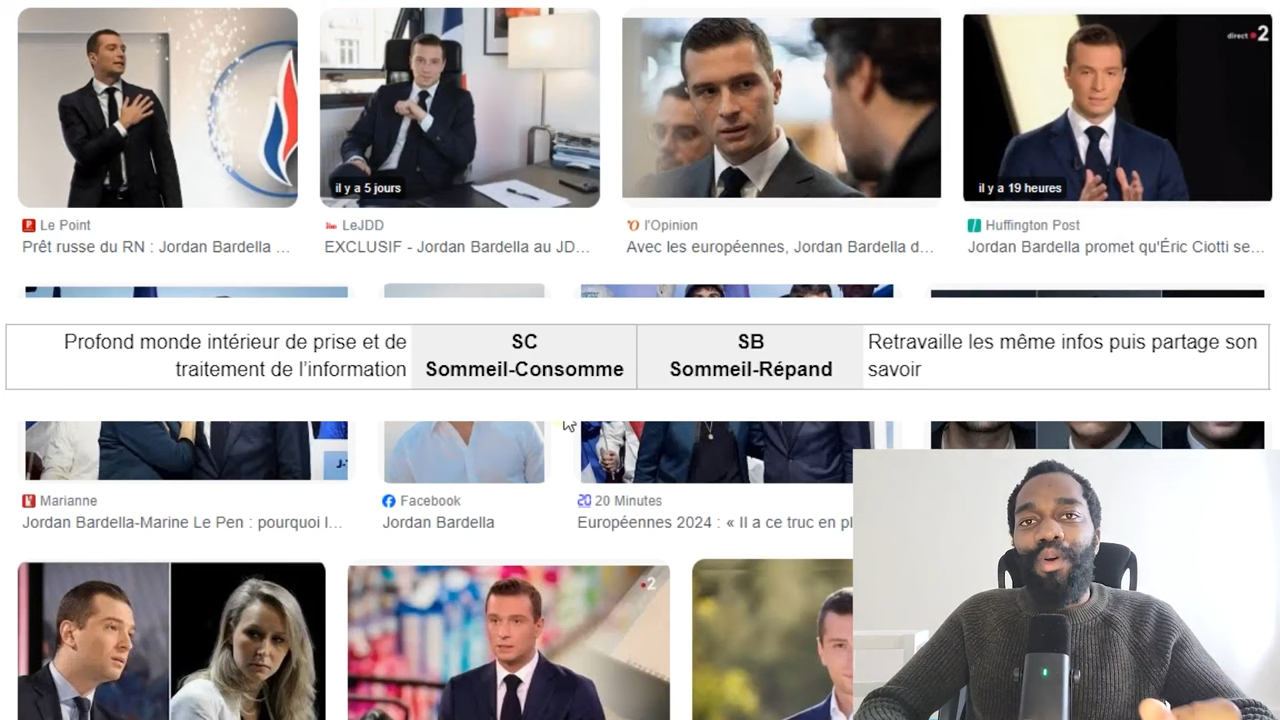 direct 2
il y a 5 jours
il y a 19 heures
Le Point
LeJDD
l'Opinion
Huffington Post
Prêt russe du RN : Jordan Bardella ...
EXCLUSIF - Jordan Bardella au JD...
Avec les européennes, Jordan Bardella d...
Jordan Bardella promet qu'Éric Ciotti se...
Profond monde intérieur de prise et de
traitement de l'information
SC
Sommeil-Consomme
SB
Sommeil-Répand
Retravaille les même infos puis partage son
savoir
Marianne
Facebook
20 Minutes
Jordan Bardella-Marine Le Pen : pourquoi l...
Jordan Bardella
Européennes 2024 : « Il a ce truc en pl
2